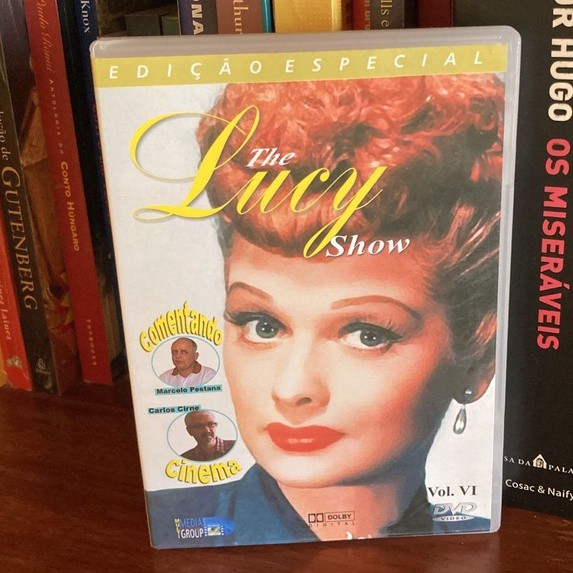 EDIÇÃO ESPECIAL
The
Lucy
Show
Comentando
Marcelo Pestana
Carlos Cirne
Cinema
Vol. VI
DVD
VIDEO
DOLBY
DIGITAL
MEDIA
GROUP
GUTENBERG
CONTO HÚNGARO
Knox
HUGO
OS MISERÁVEIS
Cosac & Naify